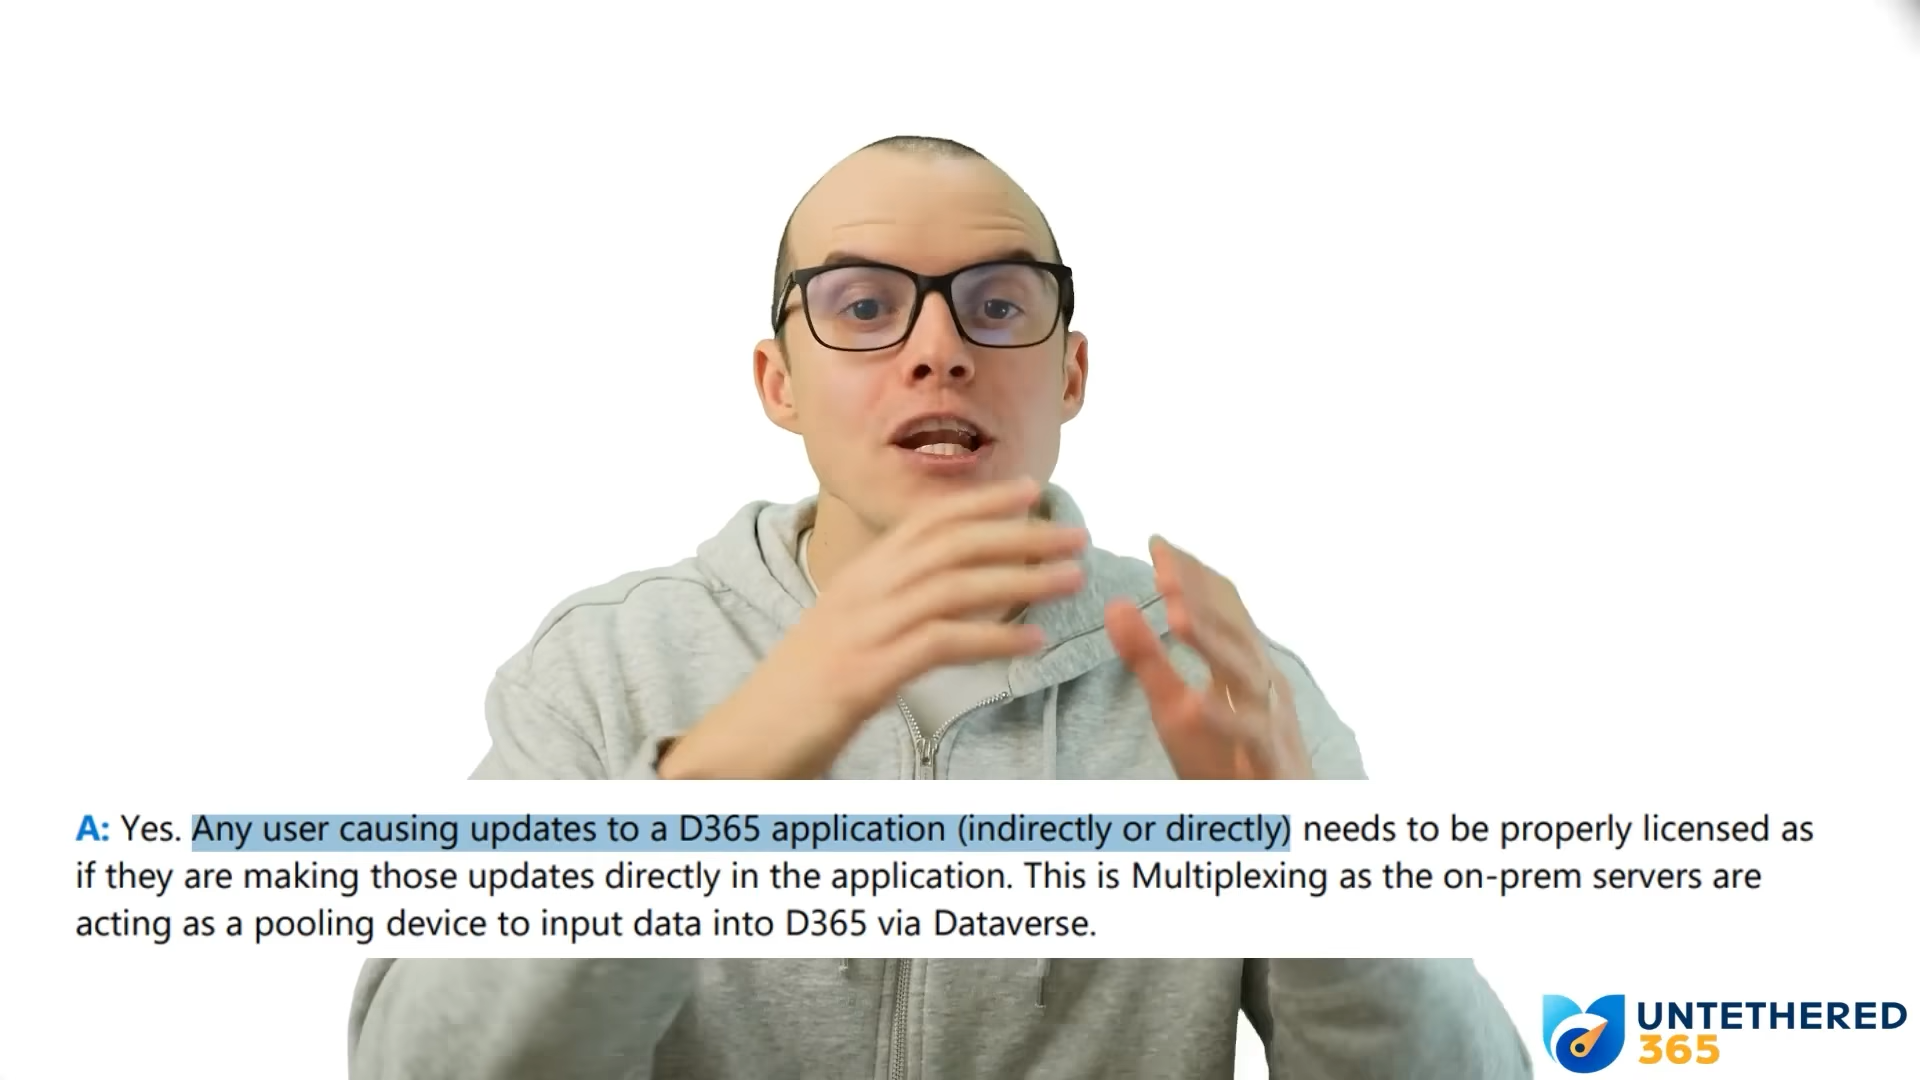 A: Yes. Any user causing updates to a D365 application (indirectly or directly) needs to be properly licensed as
if they are making those updates directly in the application. This is Multiplexing as the on-prem servers are
acting as a pooling device to input data into D365 via Dataverse.
UNTETHERED
365